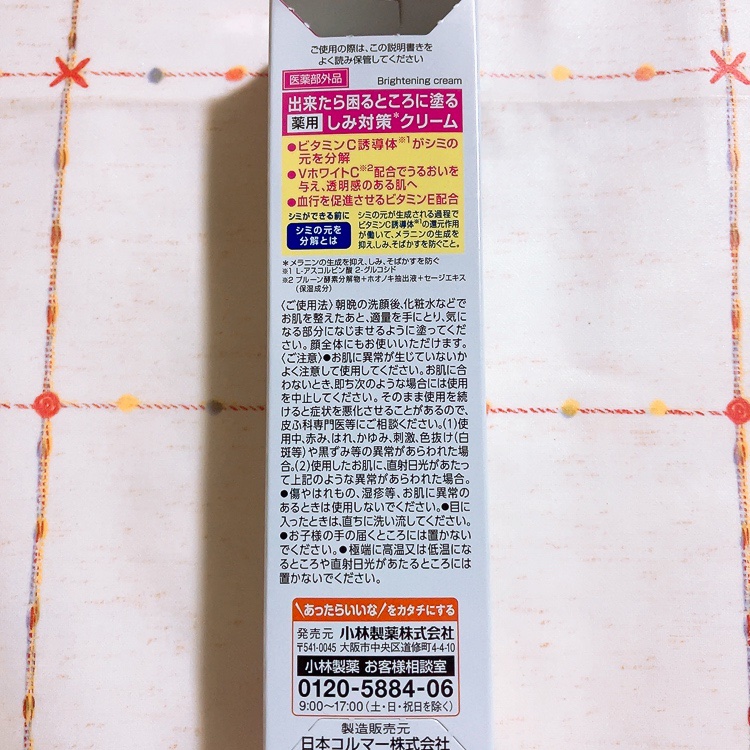 ご使用の際は、この説明書きを
よく読み保管してください
医薬部外品 Brightening cream
出来たら困るところに塗る
薬用 しみ対策*クリーム
●ビタミンC誘導体※1がシミの
元を分解
●VホワイトC※2配合でうるおいを
与え、透明感のある肌へ
●血行を促進させるビタミンE配合
シミができる前に
シミの元を
分解とは
シミの元が生成される過程で
ビタミンC誘導体※1の還元作用
が働いて、メラニンの生成を
抑え、しみ、そばかすを防ぐこと。
*メラニンの生成を抑え、しみ、そばかすを防ぐ
※1 L-アスコルビン酸 2-グルコシド
※2 プルーン酵素分解物+ホオノキ抽出液+セージエキス
(保湿成分)
〈ご使用法〉朝晩の洗顔後、化粧水などで
お肌を整えたあと、適量を手にとり、気に
なる部分になじませるように塗ってくだ
さい。顔全体にもお使いいただけます。
〈ご注意〉●お肌に異常が生じていないか
よく注意して使用してください。お肌に合
わないとき、即ち次のような場合には使用
を中止してください。そのまま使用を続
けると症状を悪化させることがあるので、
皮ふ科専門医等にご相談ください。(1)使
用中、赤み、はれ、かゆみ、刺激、色抜け(白
斑等)や黒ずみ等の異常があらわれた場
合。(2)使用したお肌に、直射日光があたっ
て上記のような異常があらわれた場合。
●傷やはれもの、湿疹等、お肌に異常の
あるときは使用しないでください。●目に
入ったときは、直ちに洗い流してください。
●お子様の手の届くところには置かない
でください。●極端に高温又は低温にな
るところや直射日光があたるところには
置かないでください。
\あったらいいな/をカタチにする
発売元 小林製薬株式会社
〒541-0045 大阪市中央区道修町4-4-10
小林製薬 お客様相談室
0120-5884-06
9:00〜17:00(土・日・祝日を除く)
製造販売元
日本コルマー株式会社